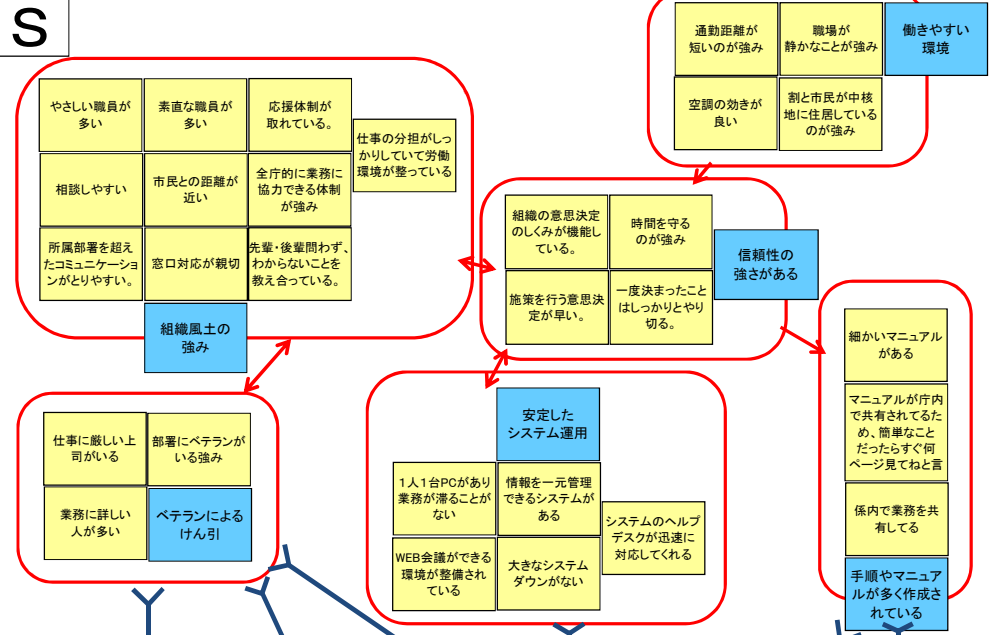 S
通勤距離が
短いのが強み
職場が
静かなことが強み
働きやすい
環境
空調の効きが
良い
割と市民が中核
地に住居している
のが強み
やさしい職員が
多い
素直な職員が
多い
応援体制が
取れている。
仕事の分担がしっ
かりしていて労働
環境が整っている
相談しやすい
市民との距離が
近い
全庁的に業務に
協力できる体制
が強み
所属部署を超え
たコミュニケーショ
ンがとりやすい。
窓口対応が親切
先輩・後輩問わず、
わからないことを
教え合っている。
組織風土の
強み
組織の意思決定
のしくみが機能し
ている。
時間を守る
のが強み
信頼性の
強さがある
施策を行う意思決
定が早い。
一度決まったこと
はしっかりとやり
切る。
細かいマニュアル
がある
マニュアルが庁内
で共有されてるた
め、簡単なこと
だったらすぐ何
ページ見てねと言
係内で業務を共
有してる
手順やマニュア
ルが多く作成さ
れている
仕事に厳しい上
司がいる
部署にベテランが
いる強み
業務に詳しい
人が多い
ベテランによる
けん引
安定した
システム運用
1人1台PCがあり
業務が滞ることが
ない
情報を一元管理
できるシステムが
ある
システムのヘルプ
デスクが迅速に
対応してくれる
WEB会議ができる
環境が整備され
ている
大きなシステム
ダウンがない